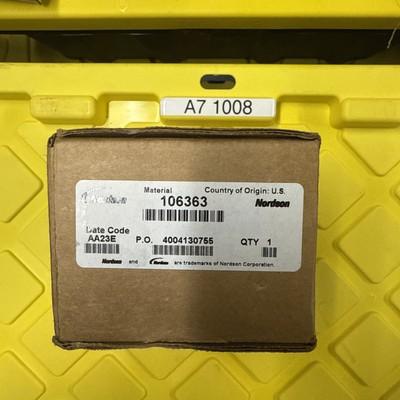 A7 1008
Material Country of Origin: U.S.
106363 Nordson
Date Code
AA23E P.O. 4004130755 QTY 1
Nordson and Nordson are trademarks of Nordson Corporation.